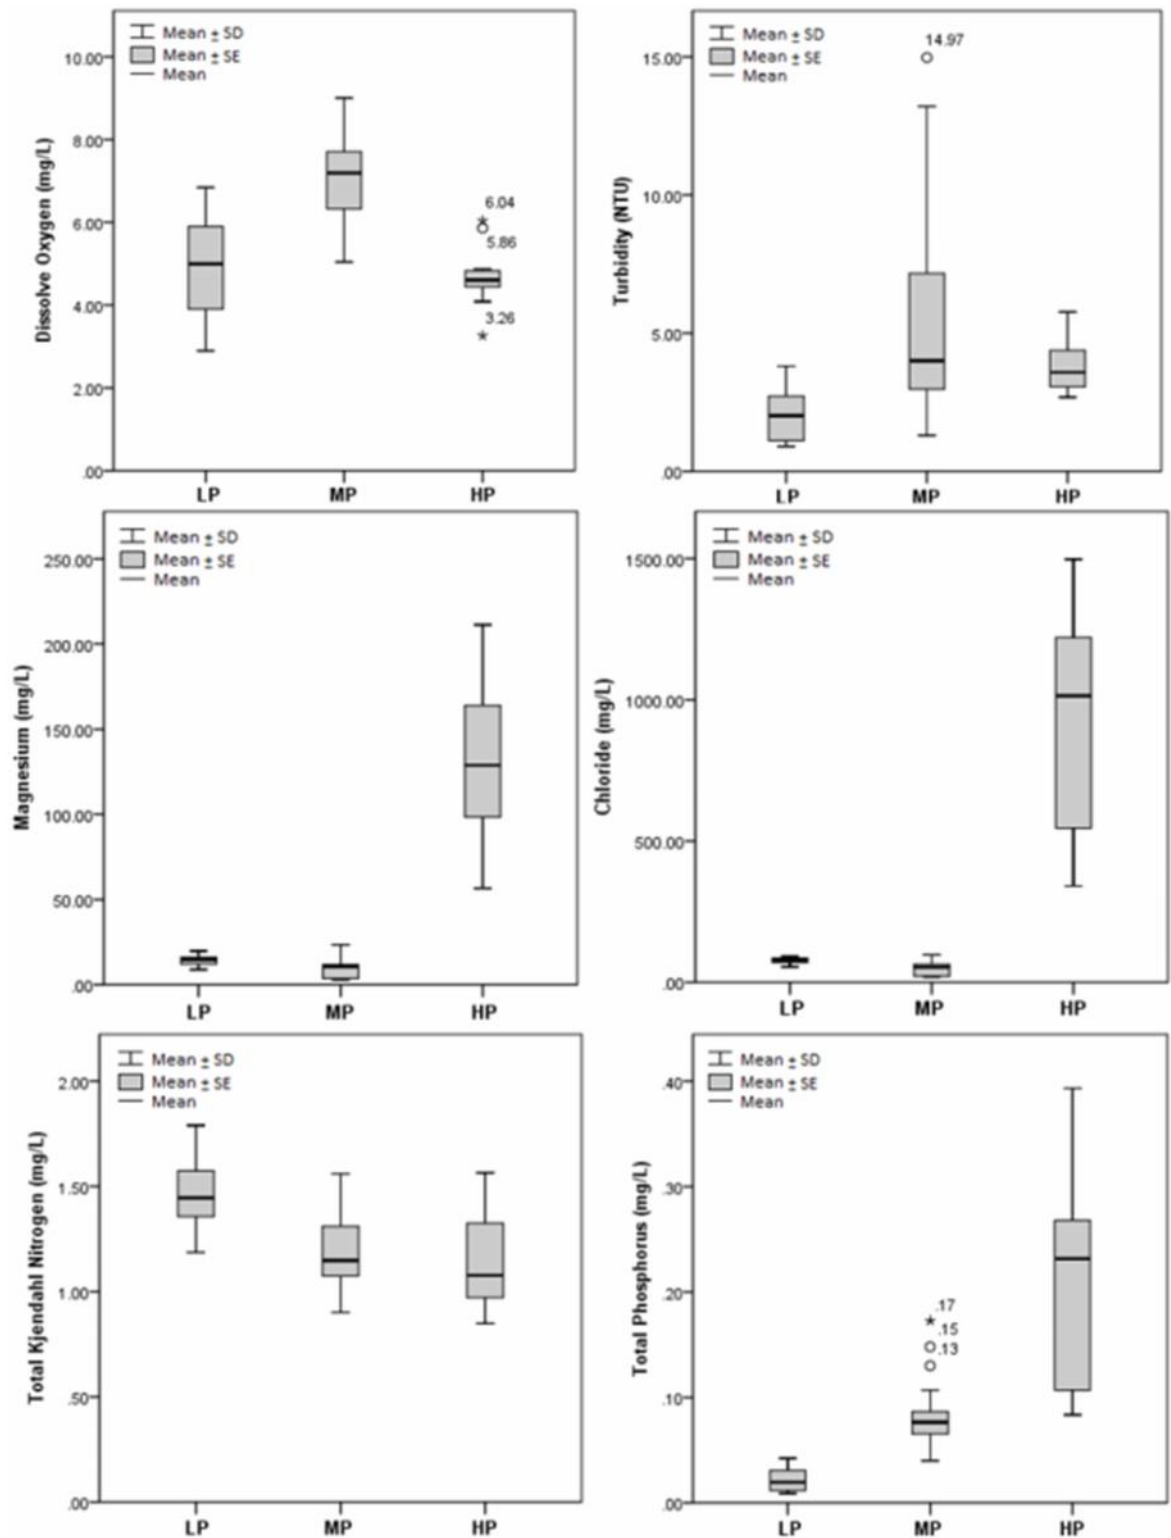 Mean ± SD
Mean ± SE
Mean
10.00
8.00
6.00
4.00
2.00
.00
Dissolve Oxygen (mg/L)
6.04
5.86
3.26
LP MP HP
Mean ± SD
Mean ± SE
Mean
15.00
10.00
5.00
.00
Turbidity (NTU)
14.97
LP MP HP
Mean ± SD
Mean ± SE
Mean
250.00
200.00
150.00
100.00
50.00
.00
Magnesium (mg/L)
LP MP HP
Mean ± SD
Mean ± SE
Mean
1500.00
1000.00
500.00
.00
Chloride (mg/L)
LP MP HP
Mean ± SD
Mean ± SE
Mean
2.00
1.50
1.00
.50
.00
Total Kjendahl Nitrogen (mg/L)
LP MP HP
Mean ± SD
Mean ± SE
Mean
.40
.30
.20
.10
.00
Total Phosphorus (mg/L)
.17
.15
.13
LP MP HP